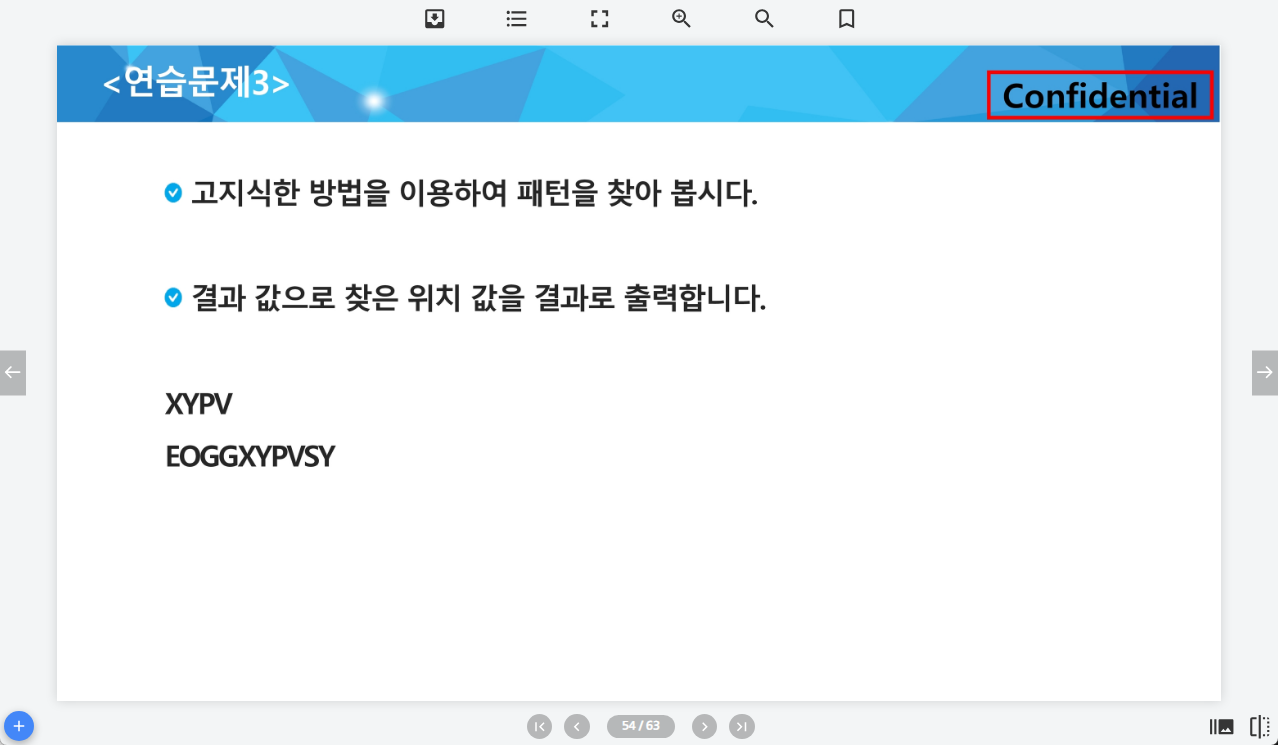 <연습문제3>
Confidential
고지식한 방법을 이용하여 패턴을 찾아 봅시다.
결과 값으로 찾은 위치 값을 결과로 출력합니다.
XYPV
EOGGXYPVSY
54 / 63